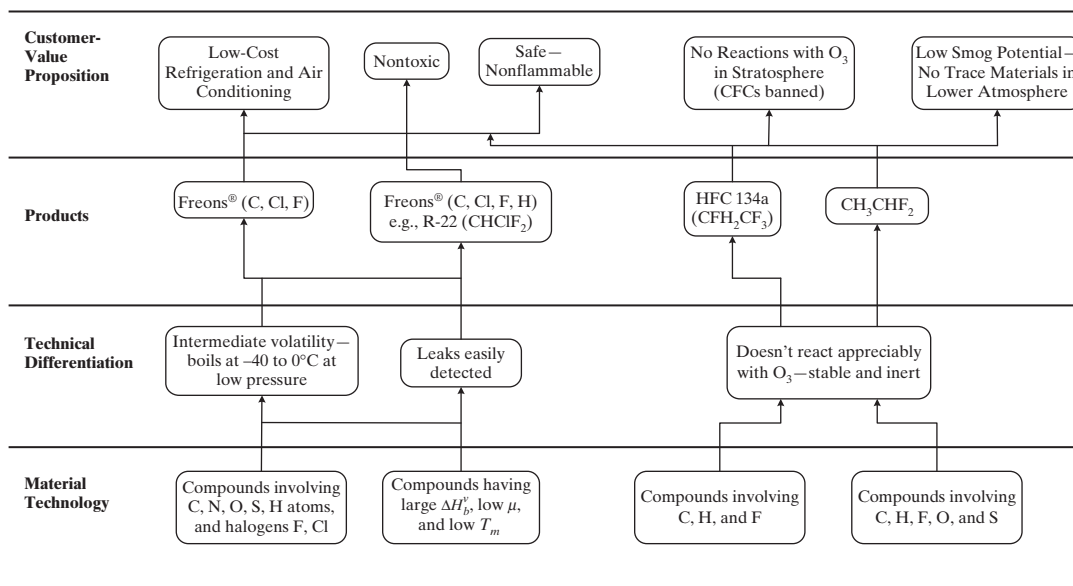 Customer-
Value
Proposition
Low-Cost
Refrigeration and Air
Conditioning
Nontoxic
Safe—
Nonflammable
No Reactions with O₃
in Stratosphere
(CFCs banned)
Low Smog Potential—
No Trace Materials in
Lower Atmosphere
Products
Freons® (C, Cl, F)
Freons® (C, Cl, F, H)
e.g., R-22 (CHClF₂)
HFC 134a
(CFH₂CF₃)
CH₃CHF₂
Technical
Differentiation
Intermediate volatility—
boils at –40 to 0°C at
low pressure
Leaks easily
detected
Doesn't react appreciably
with O₃—stable and inert
Material
Technology
Compounds involving
C, N, O, S, H atoms,
and halogens F, Cl
Compounds having
large ΔHᵥb, low μ,
and low Tₘ
Compounds involving
C, H, and F
Compounds involving
C, H, F, O, and S